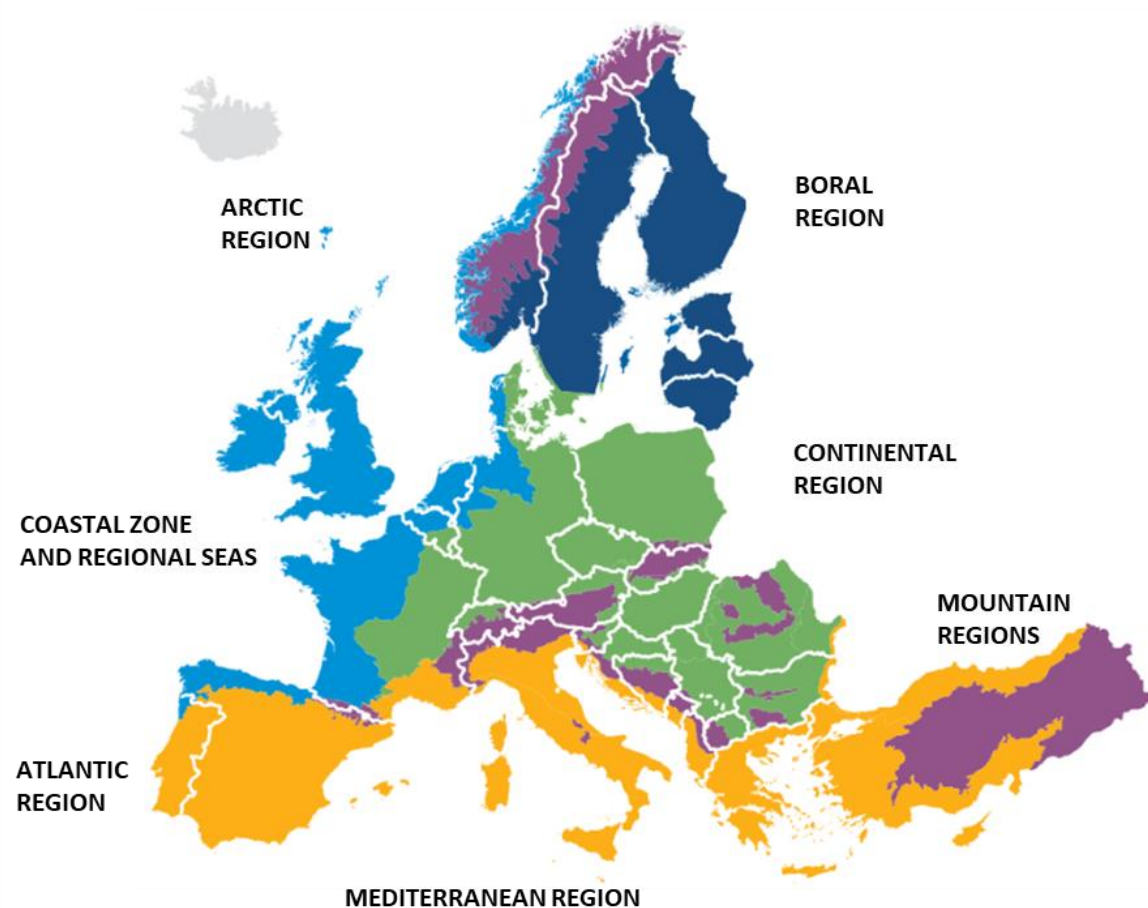 ARCTIC
REGION
BORAL
REGION
CONTINENTAL
REGION
COASTAL ZONE
AND REGIONAL SEAS
MOUNTAIN
REGIONS
ATLANTIC
REGION
MEDITERRANEAN REGION